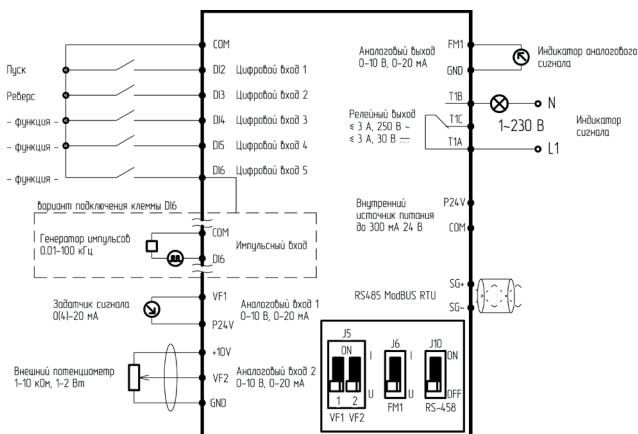 COM
Пуск
DI2 Цифровой вход 1
Реверс
DI3 Цифровой вход 2
- функция -
DI4 Цифровой вход 3
- функция -
DI5 Цифровой вход 4
- функция -
DI6 Цифровой вход 5
вариант подключения клеммы DI6
Генератор импульсов
0.01-100 кГц
COM
Импульсный вход
DI6
Задатчик сигнала
0(4)-20 мА
VF1
P24V
Аналоговый вход 1
0-10 В, 0-20 мА
Внешний потенциометр
1-10 кОм, 1-2 Вт
+10V
VF2
GND
Аналоговый вход 2
0-10 В, 0-20 мА
Аналоговый выход
0-10 В, 0-20 мА
FM1
GND
Индикатор аналогового
сигнала
Релейный выход
≤ 3 А, 250 В ~
≤ 3 А, 30 В ⎓
T1B
T1C
T1A
N
1~230 В
L1
Индикатор
сигнала
Внутренний
источник питания
до 300 мА 24 В
P24V
COM
RS485 ModBUS RTU
SG+
SG-
J5
ON
I
U
1 2
VF1 VF2
J6
I
U
FM1
J10
ON
OFF
RS-458